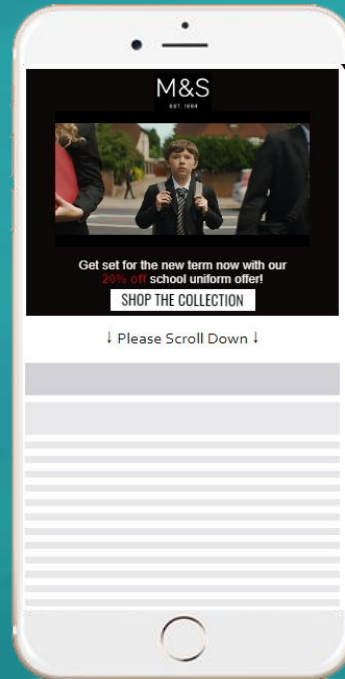 M&S
EST. 1884
Get set for the new term now with our
20% off school uniform offer!
SHOP THE COLLECTION
↓ Please Scroll Down ↓